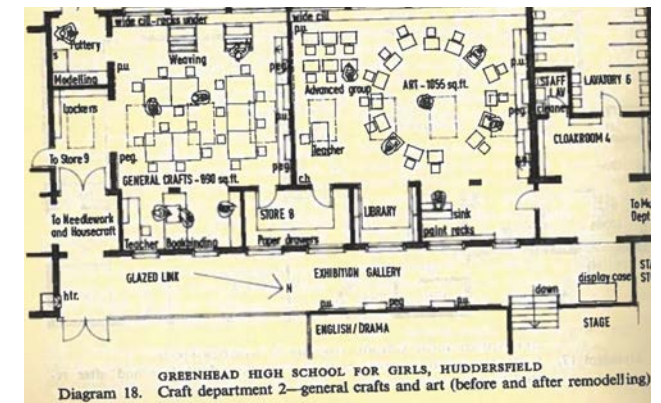 wide cill-racks under
wide cill
Pottery
s
Modelling
p.u.
Weaving
peg.
p.u.
Advanced group
ART - 1055 sq.ft.
p.u.
peg.
STAFF
LAV
cleaner
LAVATORY 6
Lockers
To Store 9
p.u.
peg.
Teacher
CLOAKROOM 4
peg.
GENERAL CRAFTS - 890 sq.ft.
c.h
To Needlework
and Housecraft
STORE 8
LIBRARY
sink
paint racks
Teacher
Bookbinding
Paper drawers
htr.
GLAZED LINK
N
EXHIBITION GALLERY
p.u.
peg
p.u.
down
display case
ENGLISH/DRAMA
STAGE
GREENHEAD HIGH SCHOOL FOR GIRLS, HUDDERSFIELD
Diagram 18. Craft department 2—general crafts and art (before and after remodelling)